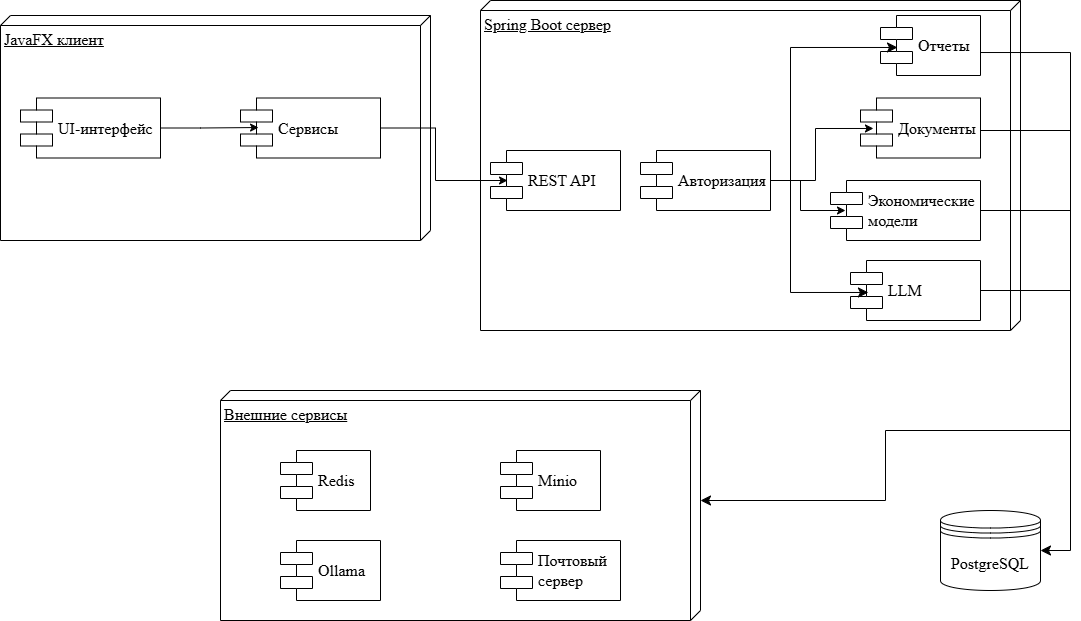 JavaFX клиент
UI-интерфейс
Сервисы
Spring Boot сервер
REST API
Авторизация
Отчеты
Документы
Экономические
модели
LLM
Внешние сервисы
Redis
Minio
Ollama
Почтовый
сервер
PostgreSQL